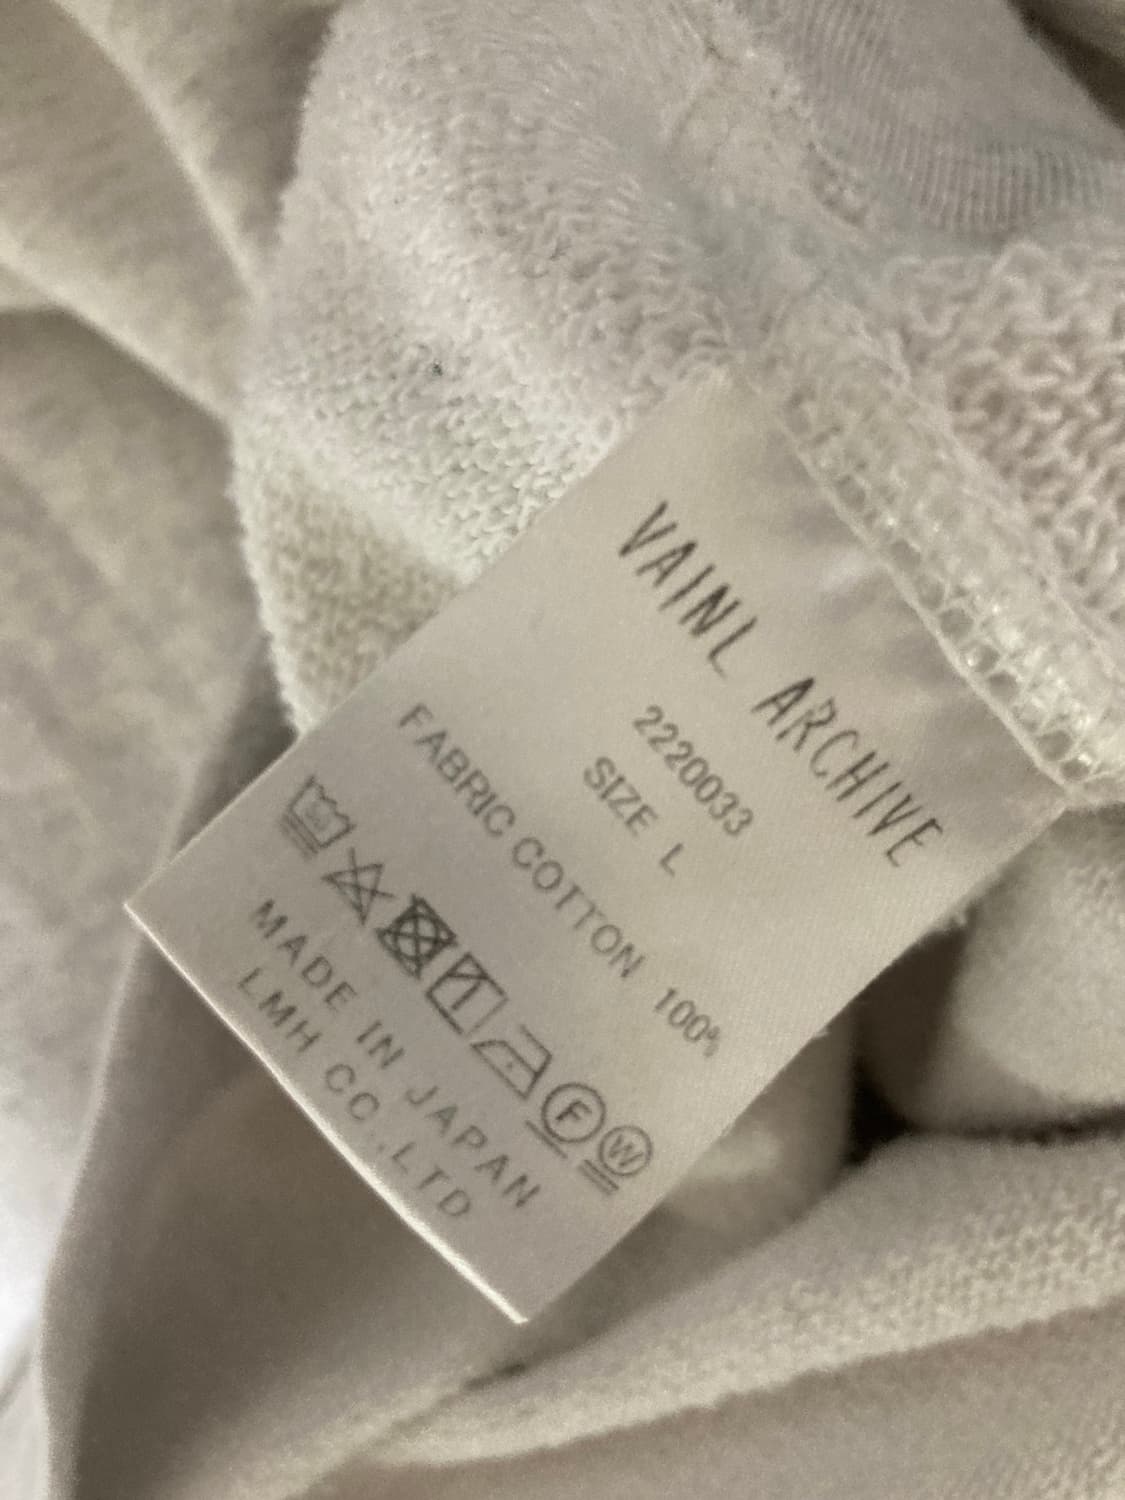 VAINL ARCHIVE
2220033
SIZE L
FABRIC COTTON 100%
F W
MADE IN JAPAN
LMH CO.,LTD